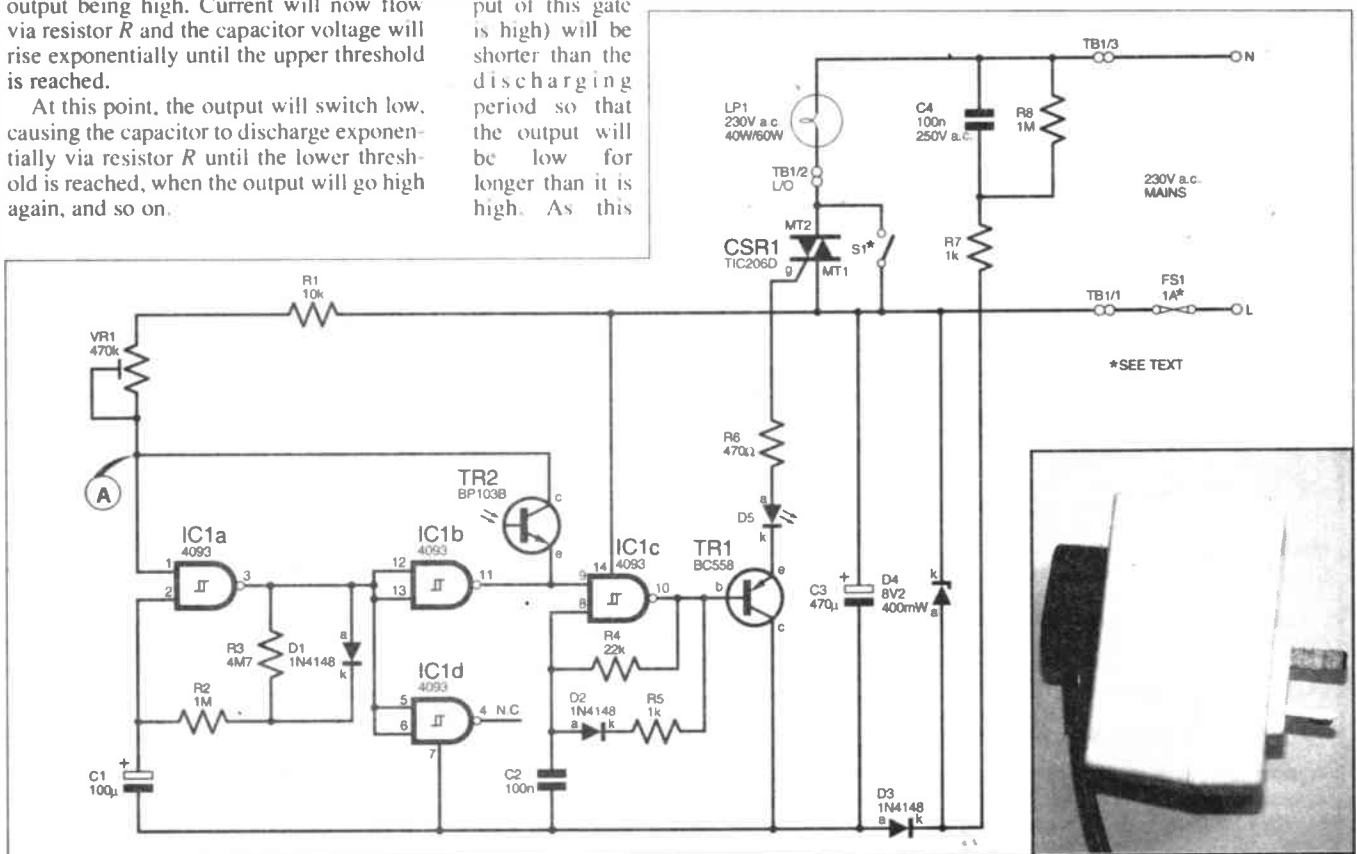 output being high. Current will now flow
via resistor R and the capacitor voltage will
rise exponentially until the upper threshold
is reached.
At this point, the output will switch low,
causing the capacitor to discharge exponen-
tially via resistor R until the lower thresh-
old is reached, when the output will go high
again, and so on.
put of this gate
is high) will be
shorter than the
discharging
period so that
the output will
be low for
longer than it is
high. As this
TB1/3
N
LP1
230V a.c.
40W/60W
C4
100n
250V a.c.
R8
1M
TB1/2
L/O
230V a.c.
MAINS
MT2
CSR1
TIC206D
g
MT1
S1*
R7
1k
R1
10k
TB1/1
FS1
1A*
L
VR1
470k
*SEE TEXT
A
R6
470Ω
TR2
BP103B
c
e
a
D5
k
IC1a
4093
1
2
3
IC1b
4093
12
13
11
IC1c
4093
14
9
8
10
TR1
BC558
b
e
c
+
C3
470μ
D4
8V2
400mW
k
a
R3
4M7
a
D1
1N4148
k
R4
22k
R2
1M
IC1d
4093
5
6
4 N.C.
7
D2
1N4148
a
k
R5
1k
+
C1
100μ
C2
100n
D3
1N4148
a
k